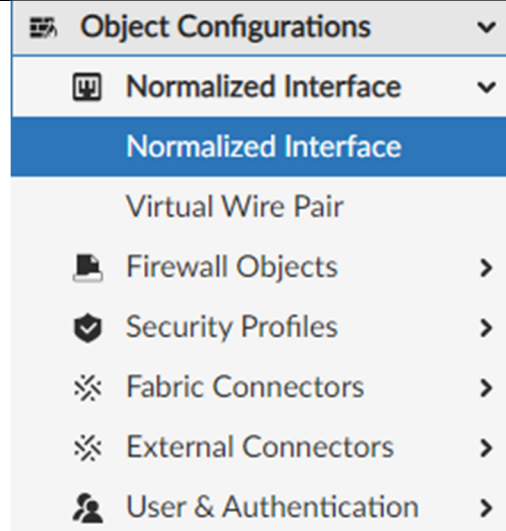 Object Configurations
Normalized Interface
Normalized Interface
Virtual Wire Pair
Firewall Objects
Security Profiles
Fabric Connectors
External Connectors
User & Authentication